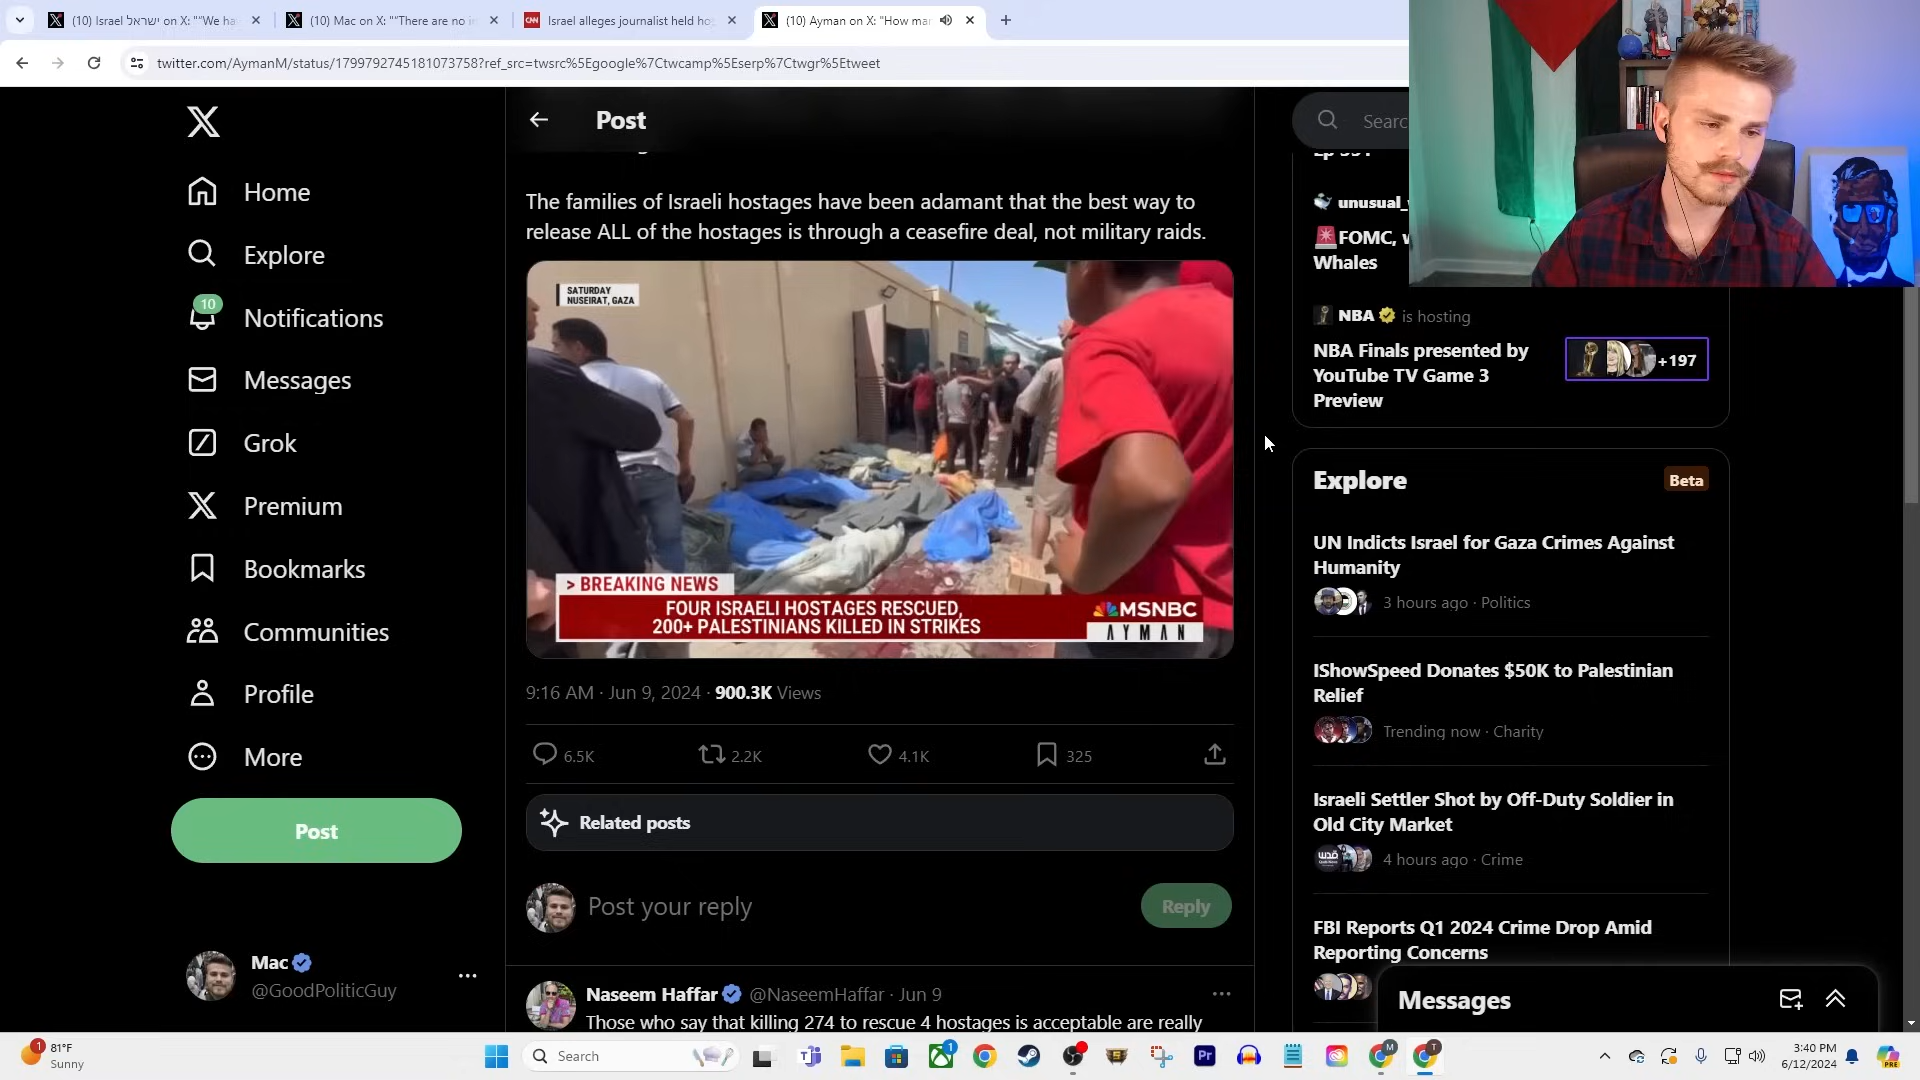 (10) Israel ישראל on X: "“We ha
(10) Mac on X: "“There are no in
CNN
Israel alleges journalist held hos
(10) Ayman on X: "How mar
twitter.com/AymanM/status/1799792745181073758?ref_src=twsrc%5Egoogle%7Ctwcamp%5Eserp%7Ctwgr%5Etweet
Home
Explore
10
Notifications
Messages
Grok
Premium
Bookmarks
Communities
Profile
More
Post
Mac
@GoodPoliticGuy
Post
The families of Israeli hostages have been adamant that the best way to
release ALL of the hostages is through a ceasefire deal, not military raids.
SATURDAY
NUSEIRAT, GAZA
> BREAKING NEWS
FOUR ISRAELI HOSTAGES RESCUED,
200+ PALESTINIANS KILLED IN STRIKES
MSNBC
AYMAN
9:16 AM · Jun 9, 2024 · 900.3K Views
6.5K
2.2K
4.1K
325
Related posts
Post your reply
Reply
Naseem Haffar @NaseemHaffar · Jun 9
Those who say that killing 274 to rescue 4 hostages is acceptable are really
Searc
unusual_
FOMC, w
Whales
NBA is hosting
NBA Finals presented by
YouTube TV Game 3
Preview
+197
Explore
Beta
UN Indicts Israel for Gaza Crimes Against
Humanity
3 hours ago · Politics
IShowSpeed Donates $50K to Palestinian
Relief
Trending now · Charity
Israeli Settler Shot by Off-Duty Soldier in
Old City Market
4 hours ago · Crime
FBI Reports Q1 2024 Crime Drop Amid
Reporting Concerns
Messages
1
81°F
Sunny
Search
1
Pr
M
T
3:40 PM
6/12/2024
PRE